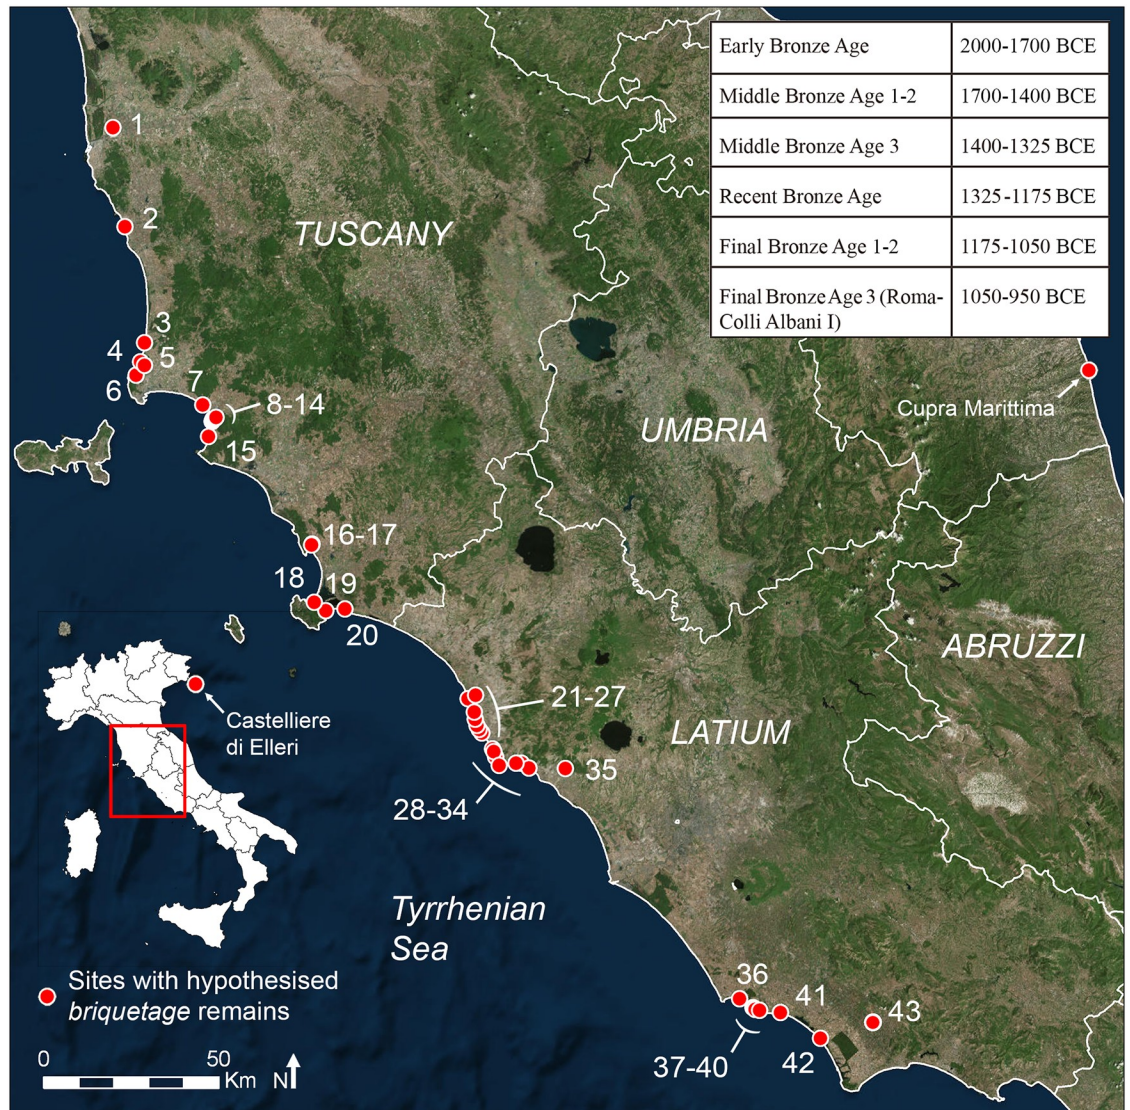 Early Bronze Age 2000-1700 BCE
Middle Bronze Age 1-2 1700-1400 BCE
Middle Bronze Age 3 1400-1325 BCE
Recent Bronze Age 1325-1175 BCE
Final Bronze Age 1-2 1175-1050 BCE
Final Bronze Age 3 (Roma- 1050-950 BCE
Colli Albani I)
1
2
TUSCANY
3
4
5
6
7
8-14
15
Cupra Marittima
UMBRIA
16-17
18
19
20
ABRUZZI
21-27
LATIUM
35
28-34
Castelliere
di Elleri
Tyrrhenian
Sea
Sites with hypothesised
briquetage remains
36
41
43
37-40
42
0 50
Km
N